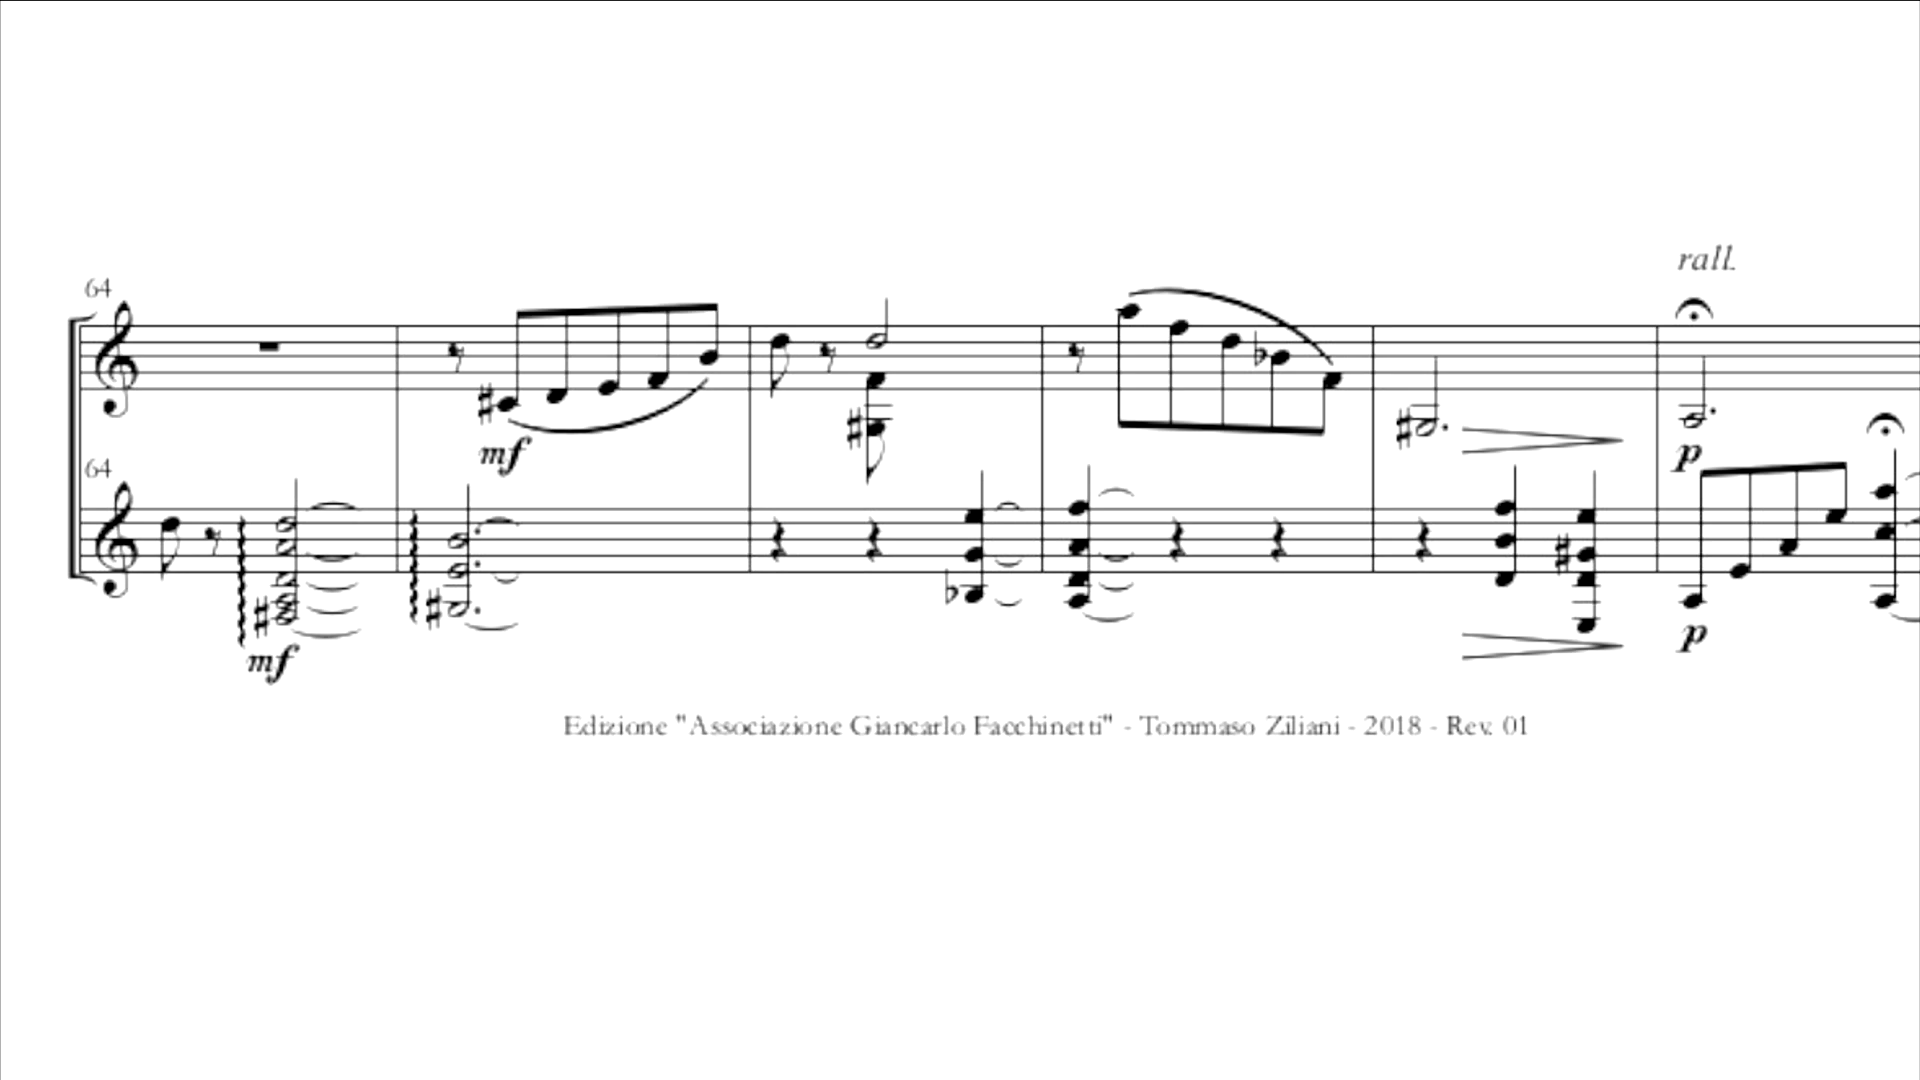 rall.
64
mf
p
64
mf
p
Edizione "Associazione Giancarlo Facchinetti" - Tommaso Ziliani - 2018 - Rev. 01